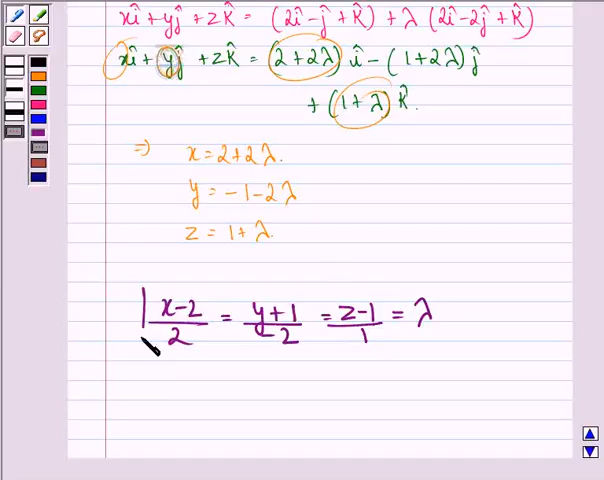 xî+yĵ+zk̂ = (2î-ĵ+k̂)+λ(2î-2ĵ+k̂)
xî+yĵ+zk̂ = (2+2λ)î-(1+2λ)ĵ
+(1+λ)k̂.
⇒ x=2+2λ.
y=-1-2λ
z=1+λ.
(x-2)/2 = (y+1)/-2 = (z-1)/1 = λ